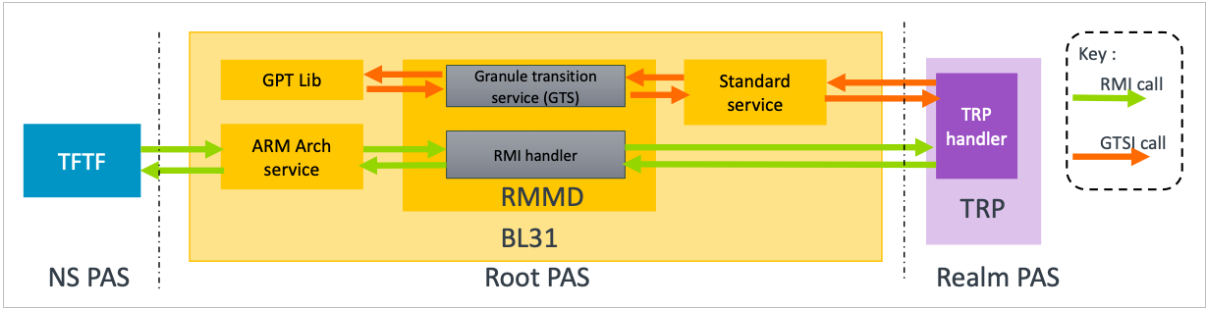 GPT Lib
Granule transition
service (GTS)
Standard
service
TFTF
ARM Arch
service
RMI handler
RMMD
BL31
TRP
handler
TRP
Key :
RMI call
GTSI call
NS PAS
Root PAS
Realm PAS